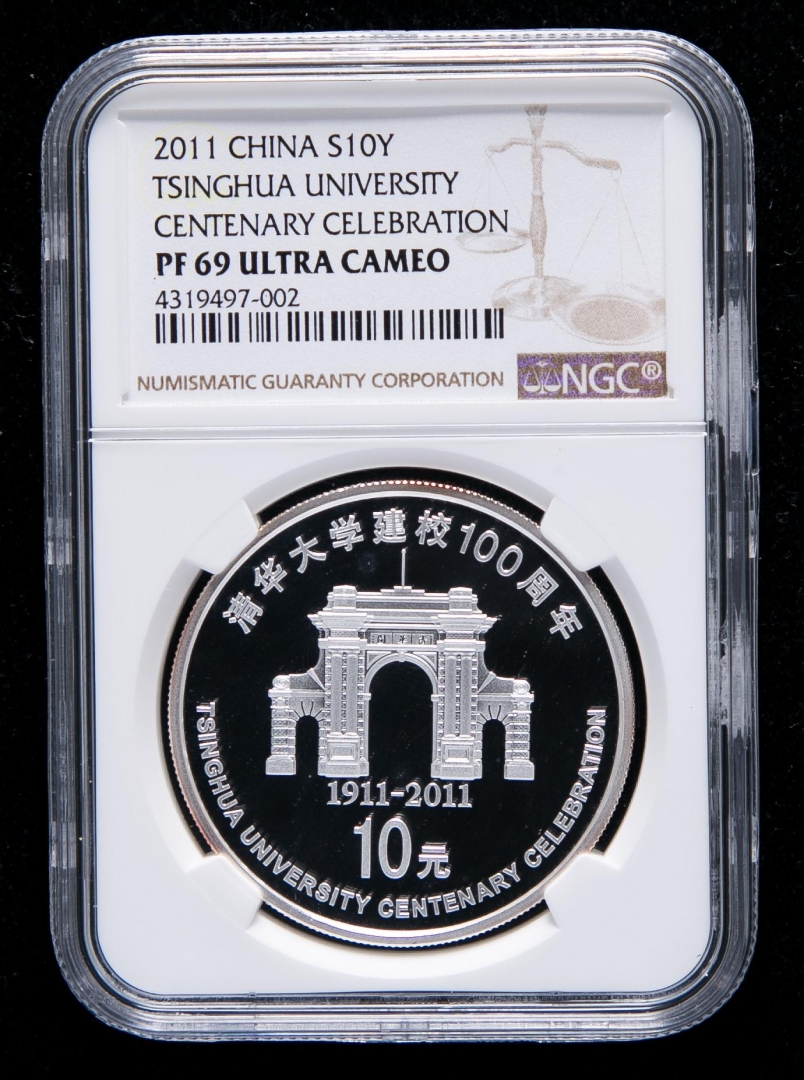 2011 CHINA S10Y
TSINGHUA UNIVERSITY
CENTENARY CELEBRATION
PF 69 ULTRA CAMEO
4319497-002
NUMISMATIC GUARANTY CORPORATION
NGC®
清华大学建校100周年
1911-2011
10元
TSINGHUA UNIVERSITY CENTENARY CELEBRATION